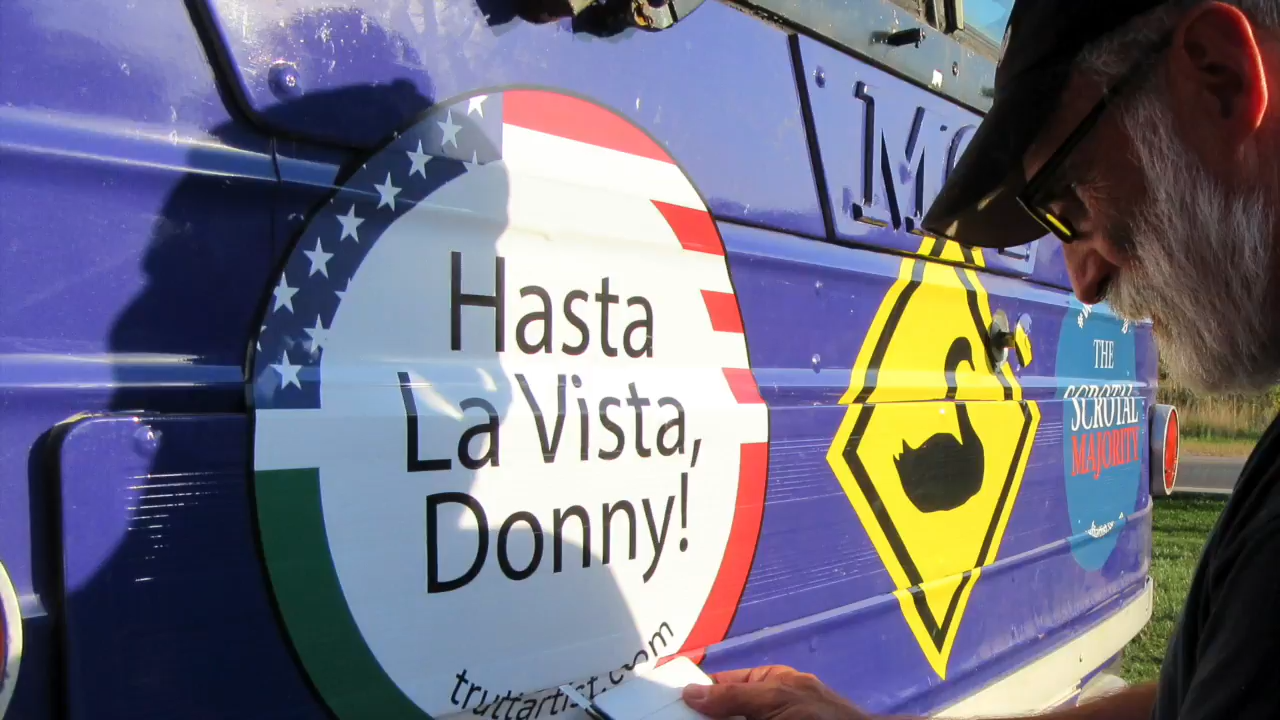 Hasta
La Vista,
Donny!
truttartist.com
THE
SCROTAL
MAJORITY